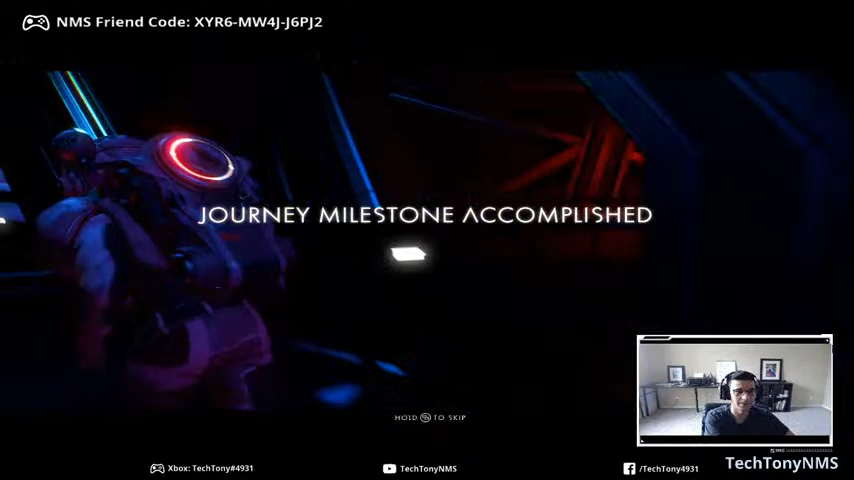 NMS Friend Code: XYR6-MW4J-J6PJ2
JOURNEY MILESTONE ACCOMPLISHED
HOLD TO SKIP
Xbox: TechTony#4931
TechTonyNMS
/TechTony4931
TechTonyNMS